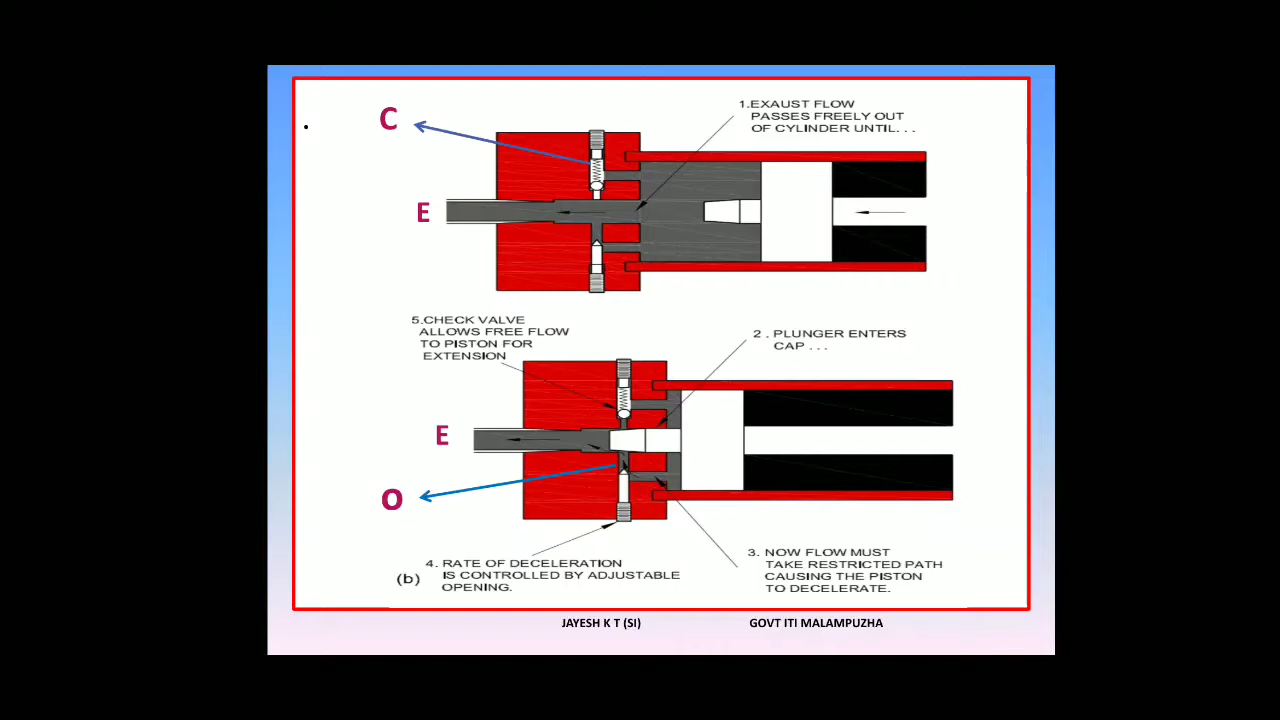 C
1.EXAUST FLOW
PASSES FREELY OUT
OF CYLINDER UNTIL. . .
E
5.CHECK VALVE
ALLOWS FREE FLOW
TO PISTON FOR
EXTENSION
2 . PLUNGER ENTERS
CAP . . .
E
O
4. RATE OF DECELERATION
IS CONTROLLED BY ADJUSTABLE
OPENING.
(b)
3. NOW FLOW MUST
TAKE RESTRICTED PATH
CAUSING THE PISTON
TO DECELERATE.
JAYESH K T (SI)
GOVT ITI MALAMPUZHA